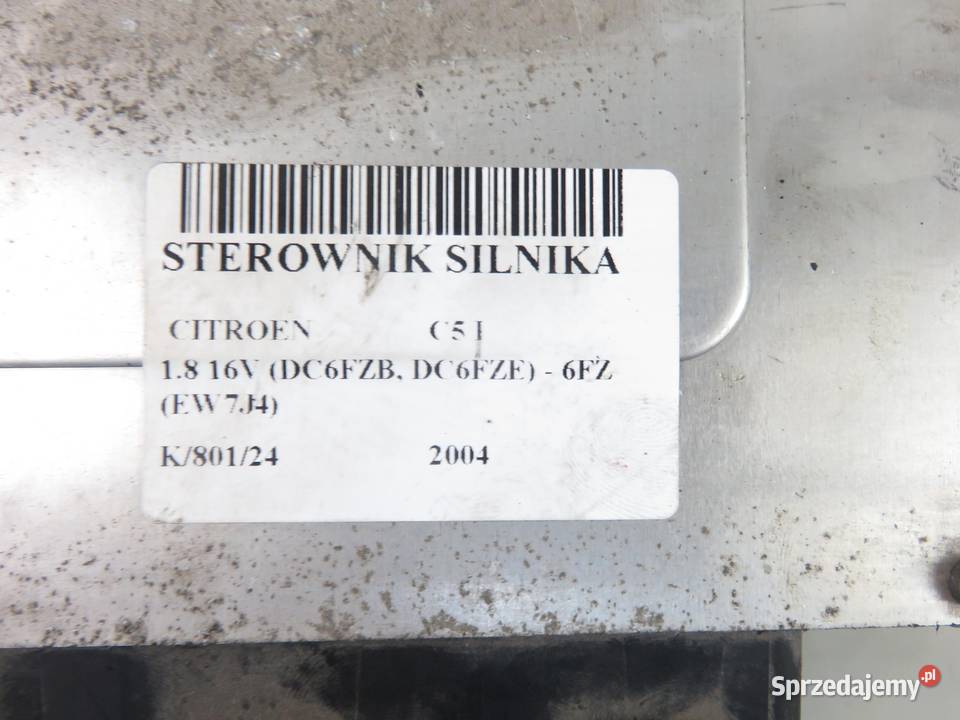 STEROWNIK SILNIKA
CITROEN C5 I
1.8 16V (DC6FZB, DC6FZE) - 6FZ
(EW7J4)
K/801/24 2004
Sprzedajemy.pl